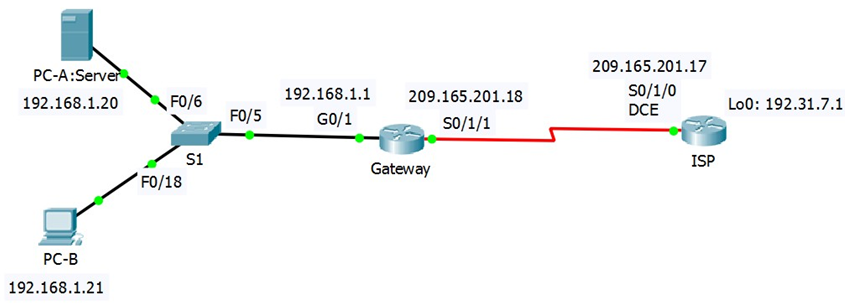 PC-A:Server
192.168.1.20
F0/6
F0/5
S1
F0/18
PC-B
192.168.1.21
192.168.1.1
G0/1
Gateway
209.165.201.18
S0/1/1
209.165.201.17
S0/1/0
DCE
ISP
Lo0: 192.31.7.1